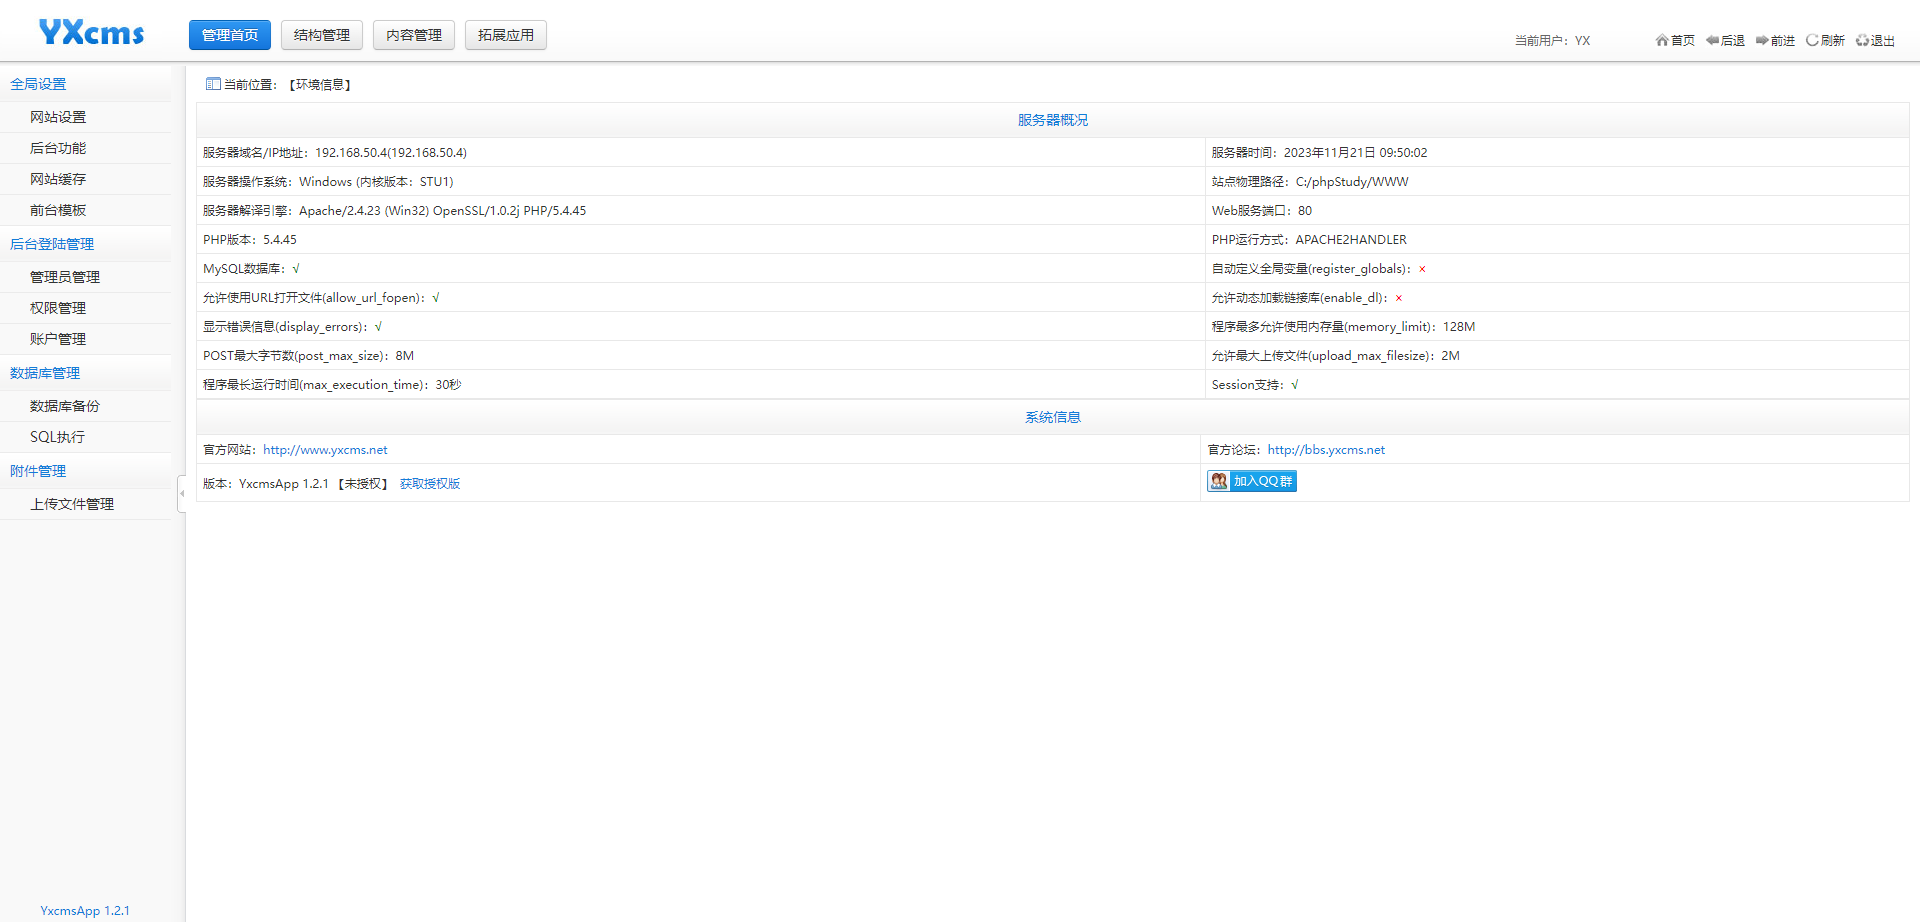 YXcms 管理首页 结构管理 内容管理 拓展应用 当前用户：YX 首页 后退 前进 刷新 退出
全局设置
网站设置
后台功能
网站缓存
前台模板
后台登陆管理
管理员管理
权限管理
账户管理
数据库管理
数据库备份
SQL执行
附件管理
上传文件管理
YxcmsApp 1.2.1
当前位置：【环境信息】
服务器概况
服务器域名/IP地址：192.168.50.4(192.168.50.4) 服务器时间：2023年11月21日 09:50:02
服务器操作系统：Windows (内核版本：STU1) 站点物理路径：C:/phpStudy/WWW
服务器解译引擎：Apache/2.4.23 (Win32) OpenSSL/1.0.2j PHP/5.4.45 Web服务端口：80
PHP版本：5.4.45 PHP运行方式：APACHE2HANDLER
MySQL数据库：√ 自动定义全局变量(register_globals)：×
允许使用URL打开文件(allow_url_fopen)：√ 允许动态加载链接库(enable_dl)：×
显示错误信息(display_errors)：√ 程序最多允许使用内存量(memory_limit)：128M
POST最大字节数(post_max_size)：8M 允许最大上传文件(upload_max_filesize)：2M
程序最长运行时间(max_execution_time)：30秒 Session支持：√
系统信息
官方网站：http://www.yxcms.net 官方论坛：http://bbs.yxcms.net
版本：YxcmsApp 1.2.1 【未授权】 获取授权版 加入QQ群